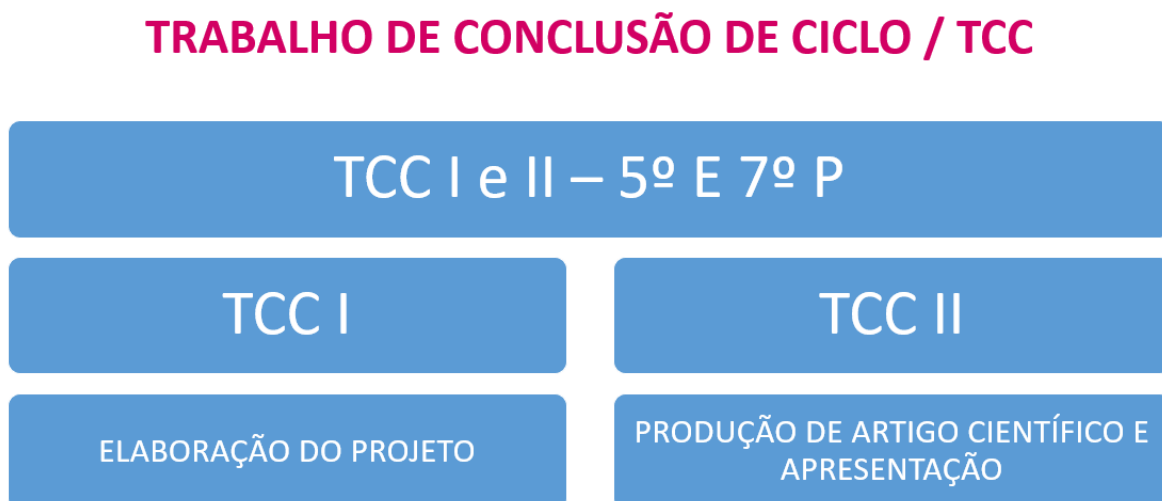 TRABALHO DE CONCLUSÃO DE CICLO / TCC
TCC I e II – 5º E 7º P
TCC I
TCC II
ELABORAÇÃO DO PROJETO
PRODUÇÃO DE ARTIGO CIENTÍFICO E
APRESENTAÇÃO